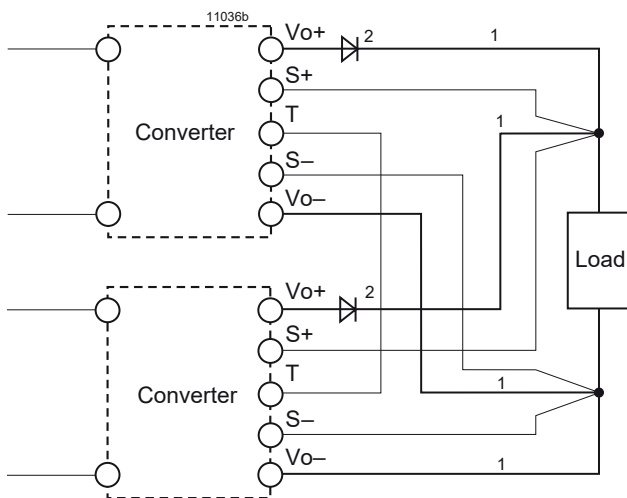 11036b
Vo+
2
1
S+
T
1
Converter
S–
Vo–
Load
Vo+
2
S+
T
1
Converter
S–
1
Vo–